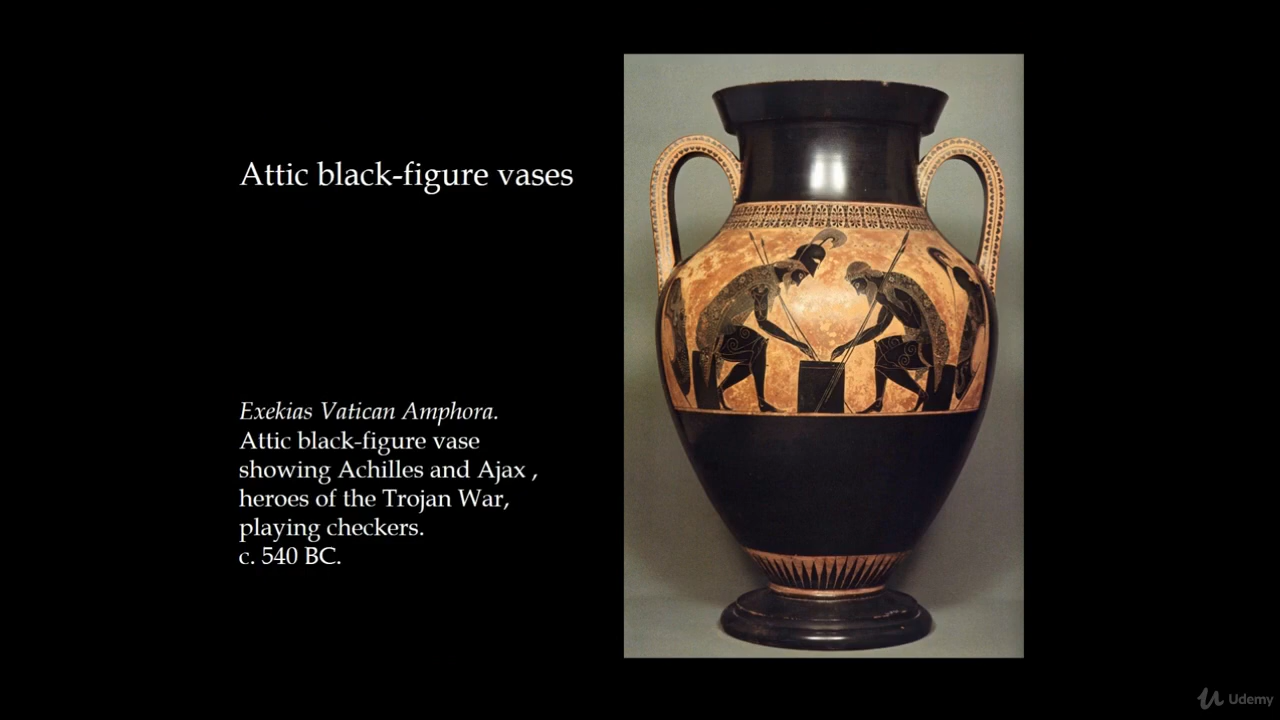 Attic black-figure vases
Exekias Vatican Amphora.
Attic black-figure vase
showing Achilles and Ajax ,
heroes of the Trojan War,
playing checkers.
c. 540 BC.
Udemy